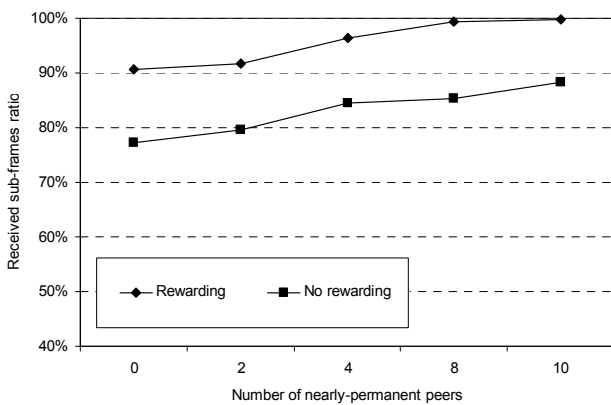 100%
90%
80%
70%
60%
50%
40%
Received sub-frames ratio
Rewarding
No rewarding
0 2 4 8 10
Number of nearly-permanent peers